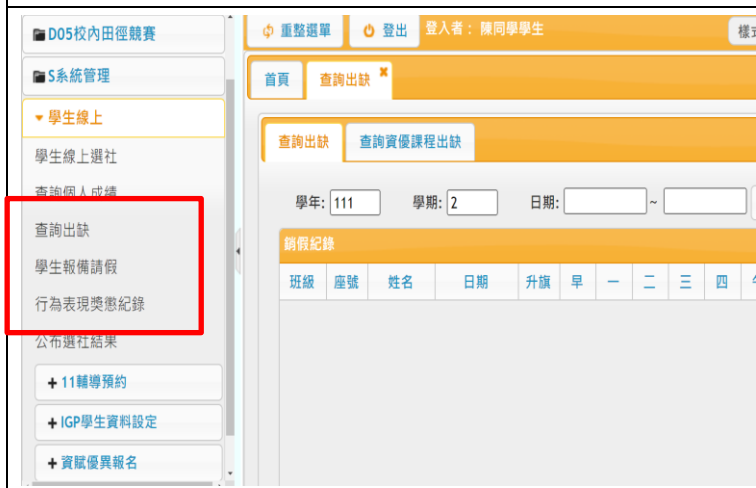 D05校內田徑競賽
S系統管理
學生線上
學生線上選社
查詢個人成績
查詢出缺
學生報備請假
行為表現獎懲紀錄
公布選社結果
+ 11輔導預約
+ IGP學生資料設定
+ 資賦優異報名
重整選單 登出 登入者： 陳同學學生
首頁 查詢出缺
查詢出缺 查詢資優課程出缺
學年: 111 學期: 2 日期: ~
銷假紀錄
班級 座號 姓名 日期 升旗 早 一 二 三 四